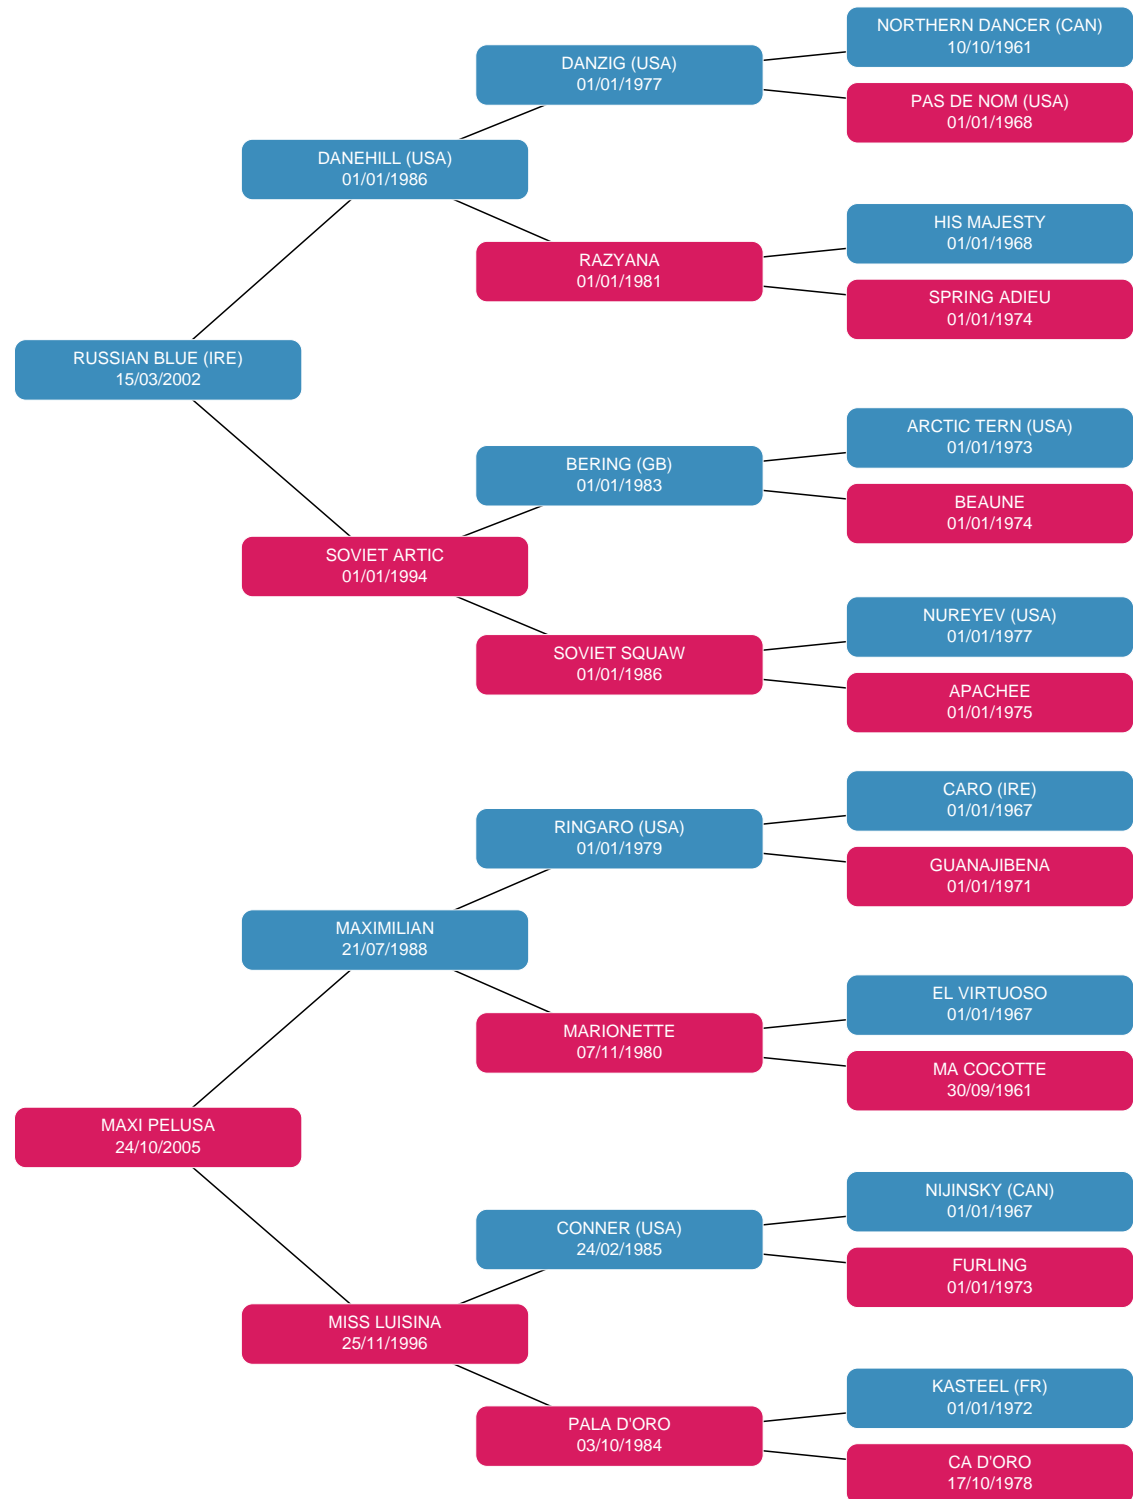 NORTHERN DANCER (CAN)
10/10/1961
DANZIG (USA)
01/01/1977
PAS DE NOM (USA)
01/01/1968
DANEHILL (USA)
01/01/1986
HIS MAJESTY
01/01/1968
RAZYANA
01/01/1981
SPRING ADIEU
01/01/1974
RUSSIAN BLUE (IRE)
15/03/2002
ARCTIC TERN (USA)
01/01/1973
BERING (GB)
01/01/1983
BEAUNE
01/01/1974
SOVIET ARTIC
01/01/1994
NUREYEV (USA)
01/01/1977
SOVIET SQUAW
01/01/1986
APACHEE
01/01/1975
CARO (IRE)
01/01/1967
RINGARO (USA)
01/01/1979
GUANAJIBENA
01/01/1971
MAXIMILIAN
21/07/1988
EL VIRTUOSO
01/01/1967
MARIONETTE
07/11/1980
MA COCOTTE
30/09/1961
MAXI PELUSA
24/10/2005
NIJINSKY (CAN)
01/01/1967
CONNER (USA)
24/02/1985
FURLING
01/01/1973
MISS LUISINA
25/11/1996
KASTEEL (FR)
01/01/1972
PALA D'ORO
03/10/1984
CA D'ORO
17/10/1978